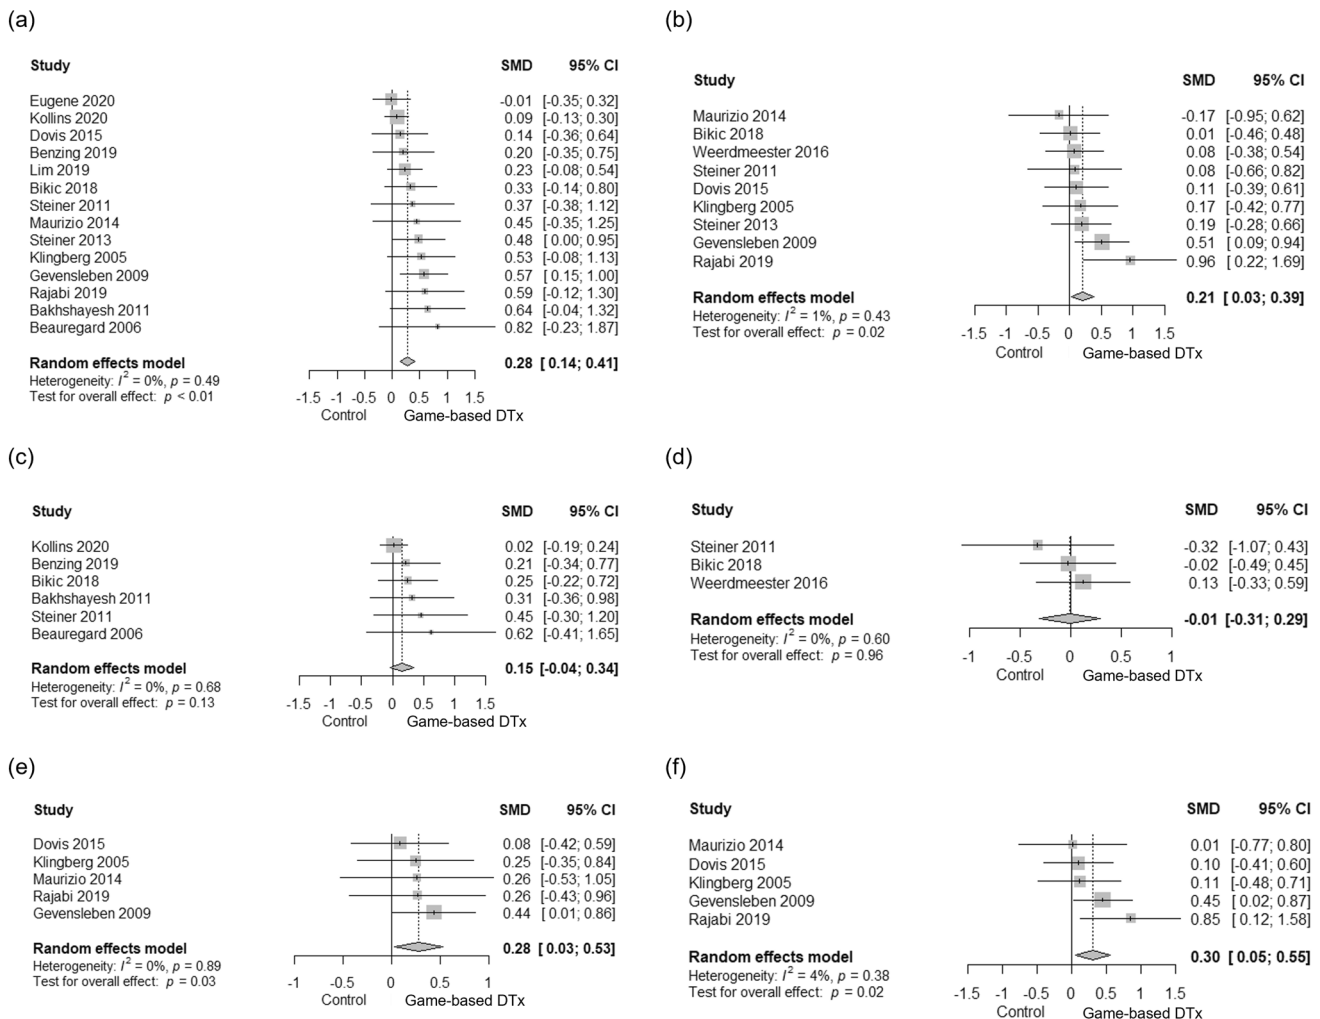 (a)
Study SMD 95% CI
Eugene 2020 -0.01 [-0.35; 0.32]
Kollins 2020 0.09 [-0.13; 0.30]
Dovis 2015 0.14 [-0.36; 0.64]
Benzing 2019 0.20 [-0.35; 0.75]
Lim 2019 0.23 [-0.08; 0.54]
Bikic 2018 0.33 [-0.14; 0.80]
Steiner 2011 0.37 [-0.38; 1.12]
Maurizio 2014 0.45 [-0.35; 1.25]
Steiner 2013 0.48 [ 0.00; 0.95]
Klingberg 2005 0.53 [-0.08; 1.13]
Gevensleben 2009 0.57 [ 0.15; 1.00]
Rajabi 2019 0.59 [-0.12; 1.30]
Bakhshayesh 2011 0.64 [-0.04; 1.32]
Beauregard 2006 0.82 [-0.23; 1.87]
Random effects model 0.28 [ 0.14; 0.41]
Heterogeneity: I² = 0%, p = 0.49
Test for overall effect: p < 0.01
-1.5 -1 -0.5 0 0.5 1 1.5
Control Game-based DTx
(b)
Study SMD 95% CI
Maurizio 2014 -0.17 [-0.95; 0.62]
Bikic 2018 0.01 [-0.46; 0.48]
Weerdmeester 2016 0.08 [-0.38; 0.54]
Steiner 2011 0.08 [-0.66; 0.82]
Dovis 2015 0.11 [-0.39; 0.61]
Klingberg 2005 0.17 [-0.42; 0.77]
Steiner 2013 0.19 [-0.28; 0.66]
Gevensleben 2009 0.51 [ 0.09; 0.94]
Rajabi 2019 0.96 [ 0.22; 1.69]
Random effects model 0.21 [ 0.03; 0.39]
Heterogeneity: I² = 1%, p = 0.43
Test for overall effect: p = 0.02
-1.5 -1 -0.5 0 0.5 1 1.5
Control Game-based DTx
(c)
Study SMD 95% CI
Kollins 2020 0.02 [-0.19; 0.24]
Benzing 2019 0.21 [-0.34; 0.77]
Bikic 2018 0.25 [-0.22; 0.72]
Bakhshayesh 2011 0.31 [-0.36; 0.98]
Steiner 2011 0.45 [-0.30; 1.20]
Beauregard 2006 0.62 [-0.41; 1.65]
Random effects model 0.15 [-0.04; 0.34]
Heterogeneity: I² = 0%, p = 0.68
Test for overall effect: p = 0.13
-1.5 -1 -0.5 0 0.5 1 1.5
Control Game-based DTx
(d)
Study SMD 95% CI
Steiner 2011 -0.32 [-1.07; 0.43]
Bikic 2018 -0.02 [-0.49; 0.45]
Weerdmeester 2016 0.13 [-0.33; 0.59]
Random effects model -0.01 [-0.31; 0.29]
Heterogeneity: I² = 0%, p = 0.60
Test for overall effect: p = 0.96
-1 -0.5 0 0.5 1
Control Game-based DTx
(e)
Study SMD 95% CI
Dovis 2015 0.08 [-0.42; 0.59]
Klingberg 2005 0.25 [-0.35; 0.84]
Maurizio 2014 0.26 [-0.53; 1.05]
Rajabi 2019 0.26 [-0.43; 0.96]
Gevensleben 2009 0.44 [ 0.01; 0.86]
Random effects model 0.28 [ 0.03; 0.53]
Heterogeneity: I² = 0%, p = 0.89
Test for overall effect: p = 0.03
-1 -0.5 0 0.5 1
Control Game-based DTx
(f)
Study SMD 95% CI
Maurizio 2014 0.01 [-0.77; 0.80]
Dovis 2015 0.10 [-0.41; 0.60]
Klingberg 2005 0.11 [-0.48; 0.71]
Gevensleben 2009 0.45 [ 0.02; 0.87]
Rajabi 2019 0.85 [ 0.12; 1.58]
Random effects model 0.30 [ 0.05; 0.55]
Heterogeneity: I² = 4%, p = 0.38
Test for overall effect: p = 0.02
-1.5 -1 -0.5 0 0.5 1 1.5
Control Game-based DTx